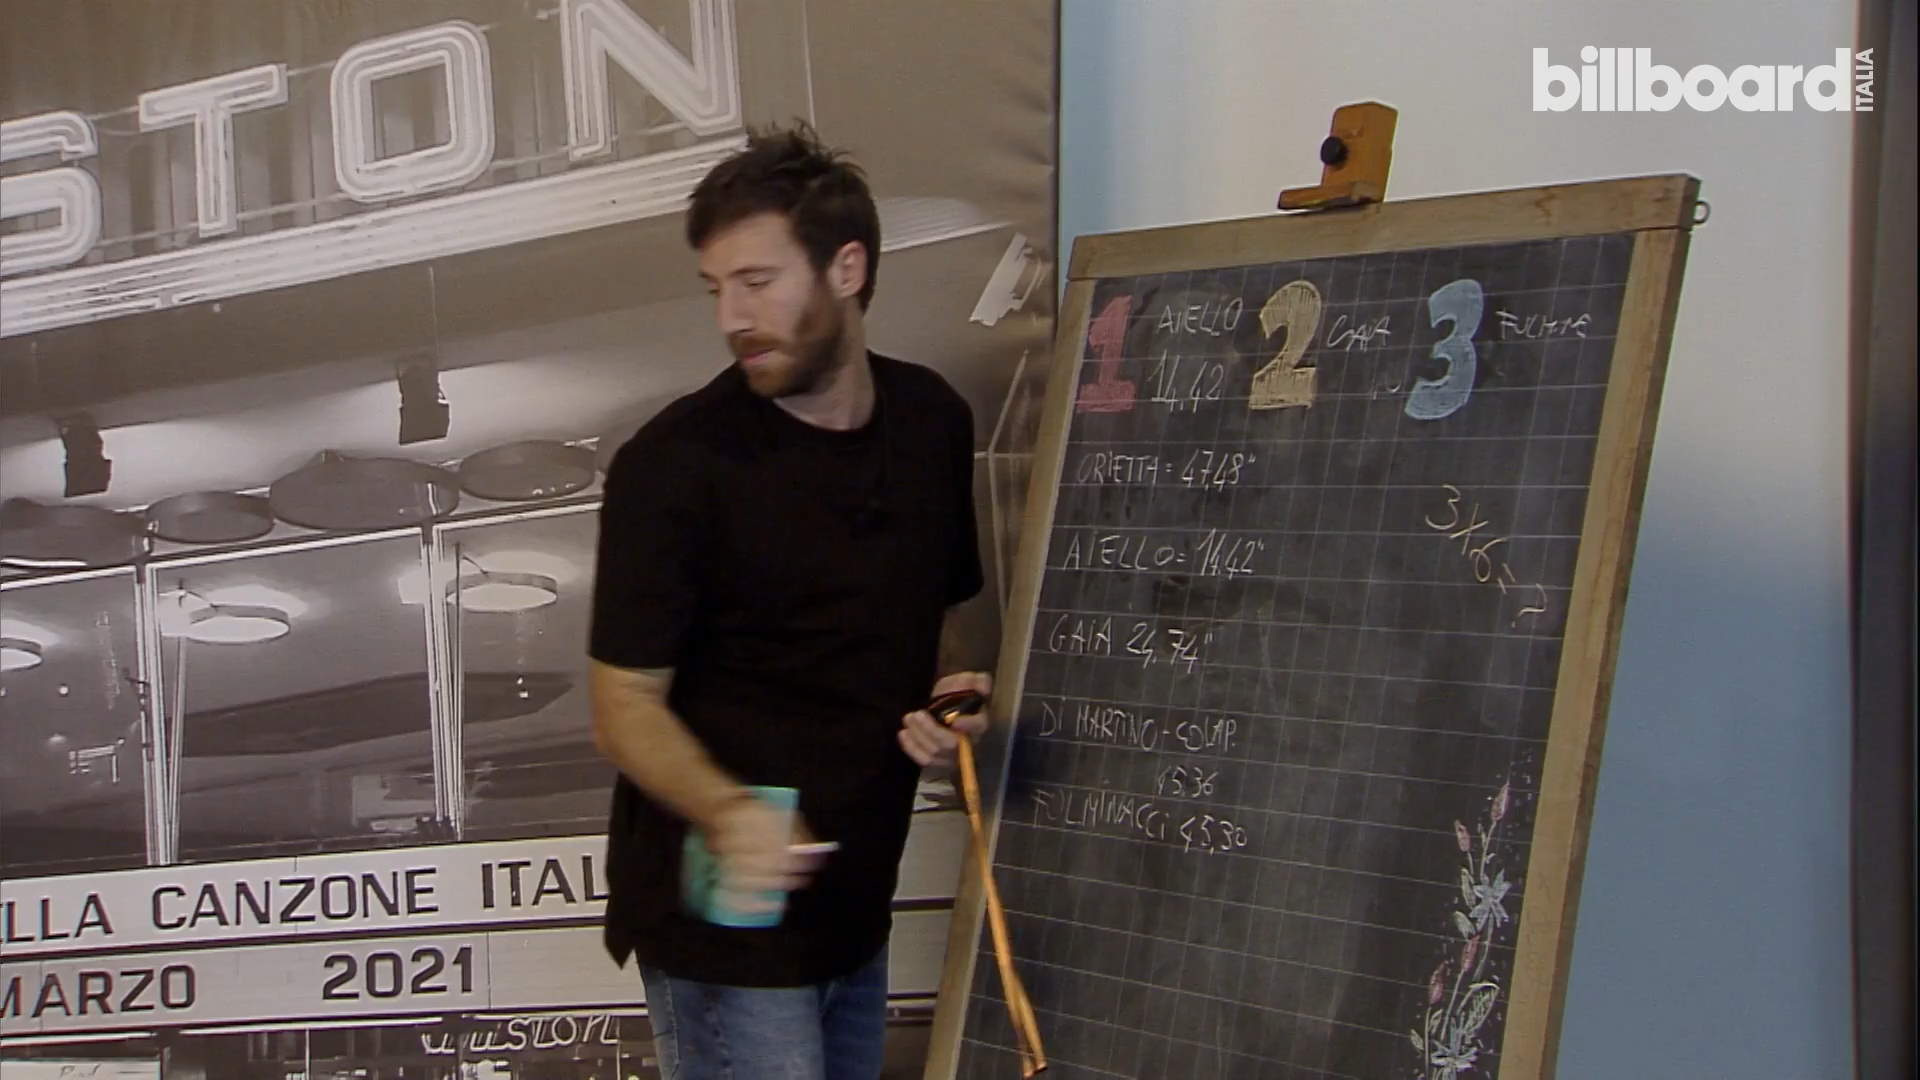 STON
billboard ITALIA
1 AIELLO 2 GAIA 3
14,42
ORIETTA = 47,48"
AIELLO = 14,42"
GAIA 24,74"
DI MARTINO - COLAP.
45,36
FULMINACCI 45,30
LLA CANZONE ITAL
MARZO 2021